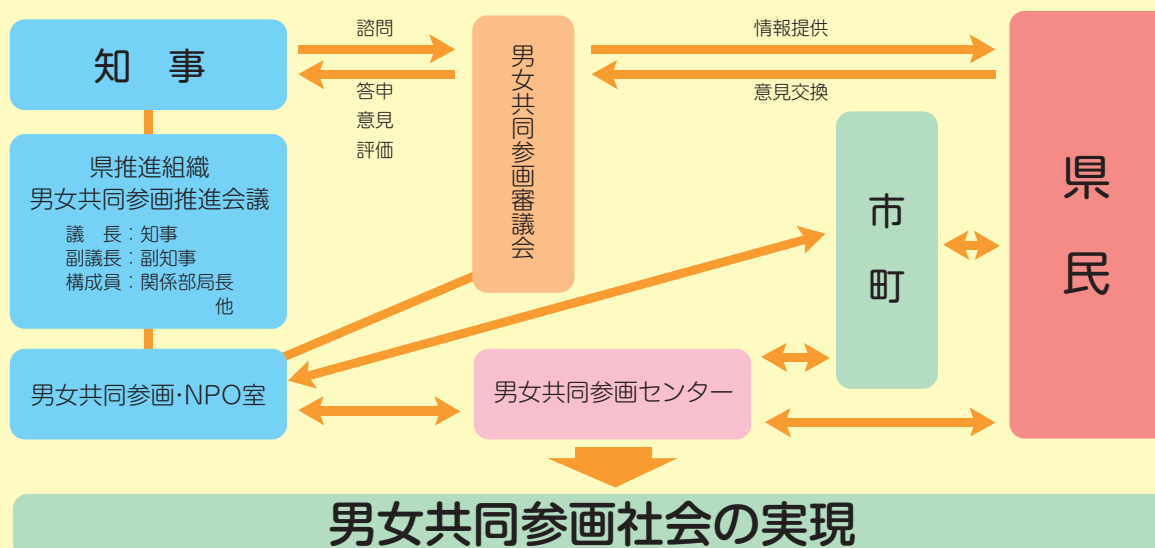 知 事
諮問
答申
意見
評価
男女共同参画審議会
情報提供
意見交換
県民
市町
県推進組織
男女共同参画推進会議
議 長：知事
副議長：副知事
構成員：関係部局長
他
男女共同参画・NPO室
男女共同参画センター
男女共同参画社会の実現